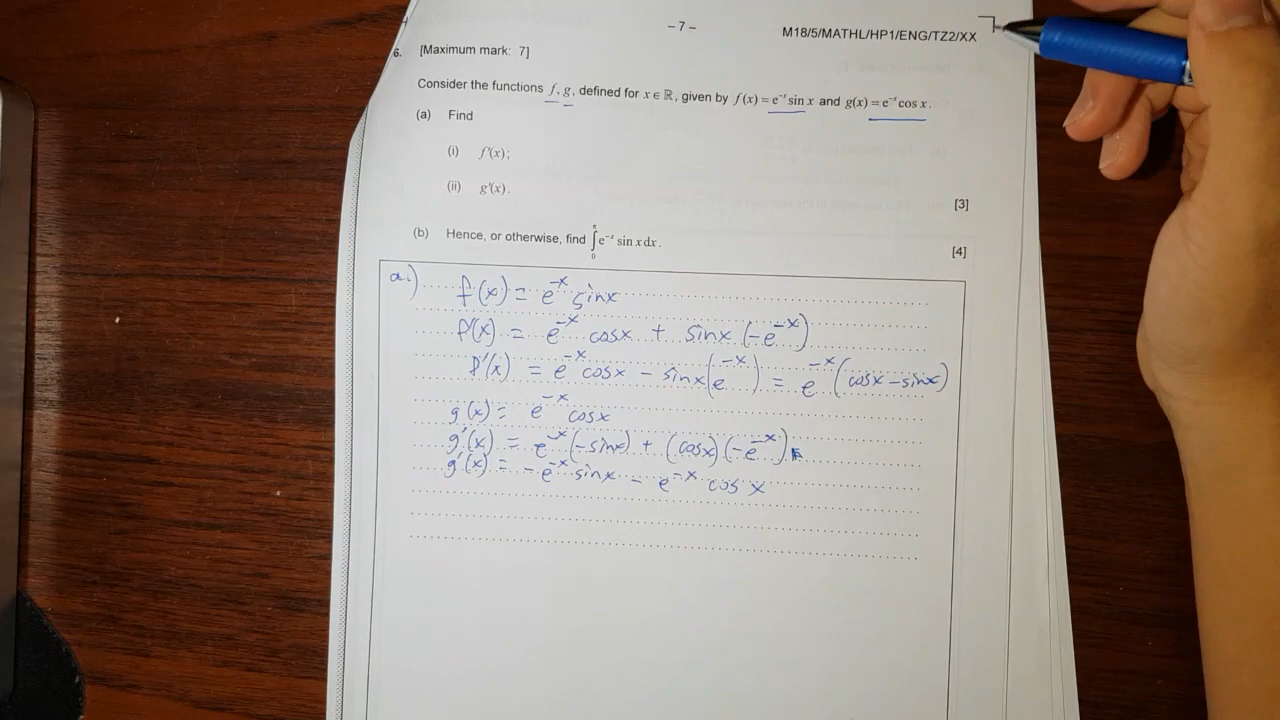 – 7 –
M18/5/MATHL/HP1/ENG/TZ2/XX
6. [Maximum mark: 7]
Consider the functions f, g, defined for x ∈ ℝ, given by f(x) = e⁻ˣ sin x and g(x) = e⁻ˣ cos x.
(a) Find
(i) f′(x);
(ii) g′(x).
[3]
(b) Hence, or otherwise, find ∫₀^π e⁻ˣ sin x dx.
[4]
a i) f(x) = e⁻ˣ sinx
f'(x) = e⁻ˣ cosx + sinx (-e⁻ˣ)
f'(x) = e⁻ˣ cosx - sinx(e⁻ˣ) = e⁻ˣ(cosx - sinx)
g(x) = e⁻ˣ cosx
g'(x) = e⁻ˣ(-sinx) + (cosx)(-e⁻ˣ)
g'(x) = -e⁻ˣ sinx - e⁻ˣ cos x